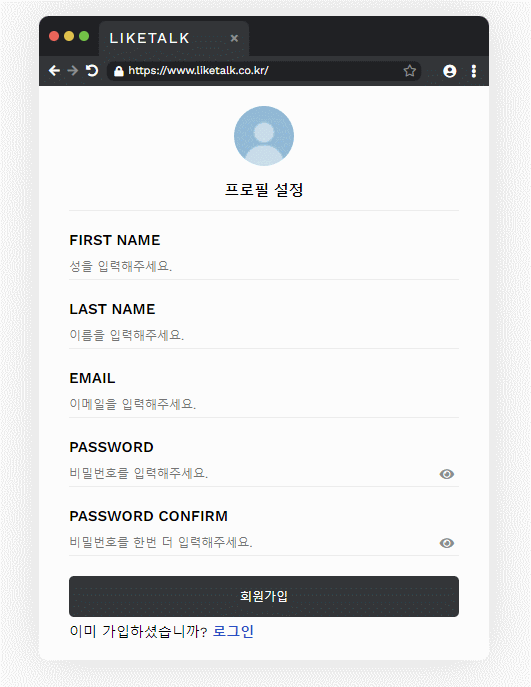 LIKETALK
https://www.liketalk.co.kr/
프로필 설정
FIRST NAME
성을 입력해주세요.
LAST NAME
이름을 입력해주세요.
EMAIL
이메일을 입력해주세요.
PASSWORD
비밀번호를 입력해주세요.
PASSWORD CONFIRM
비밀번호를 한번 더 입력해주세요.
회원가입
이미 가입하셨습니까? 로그인